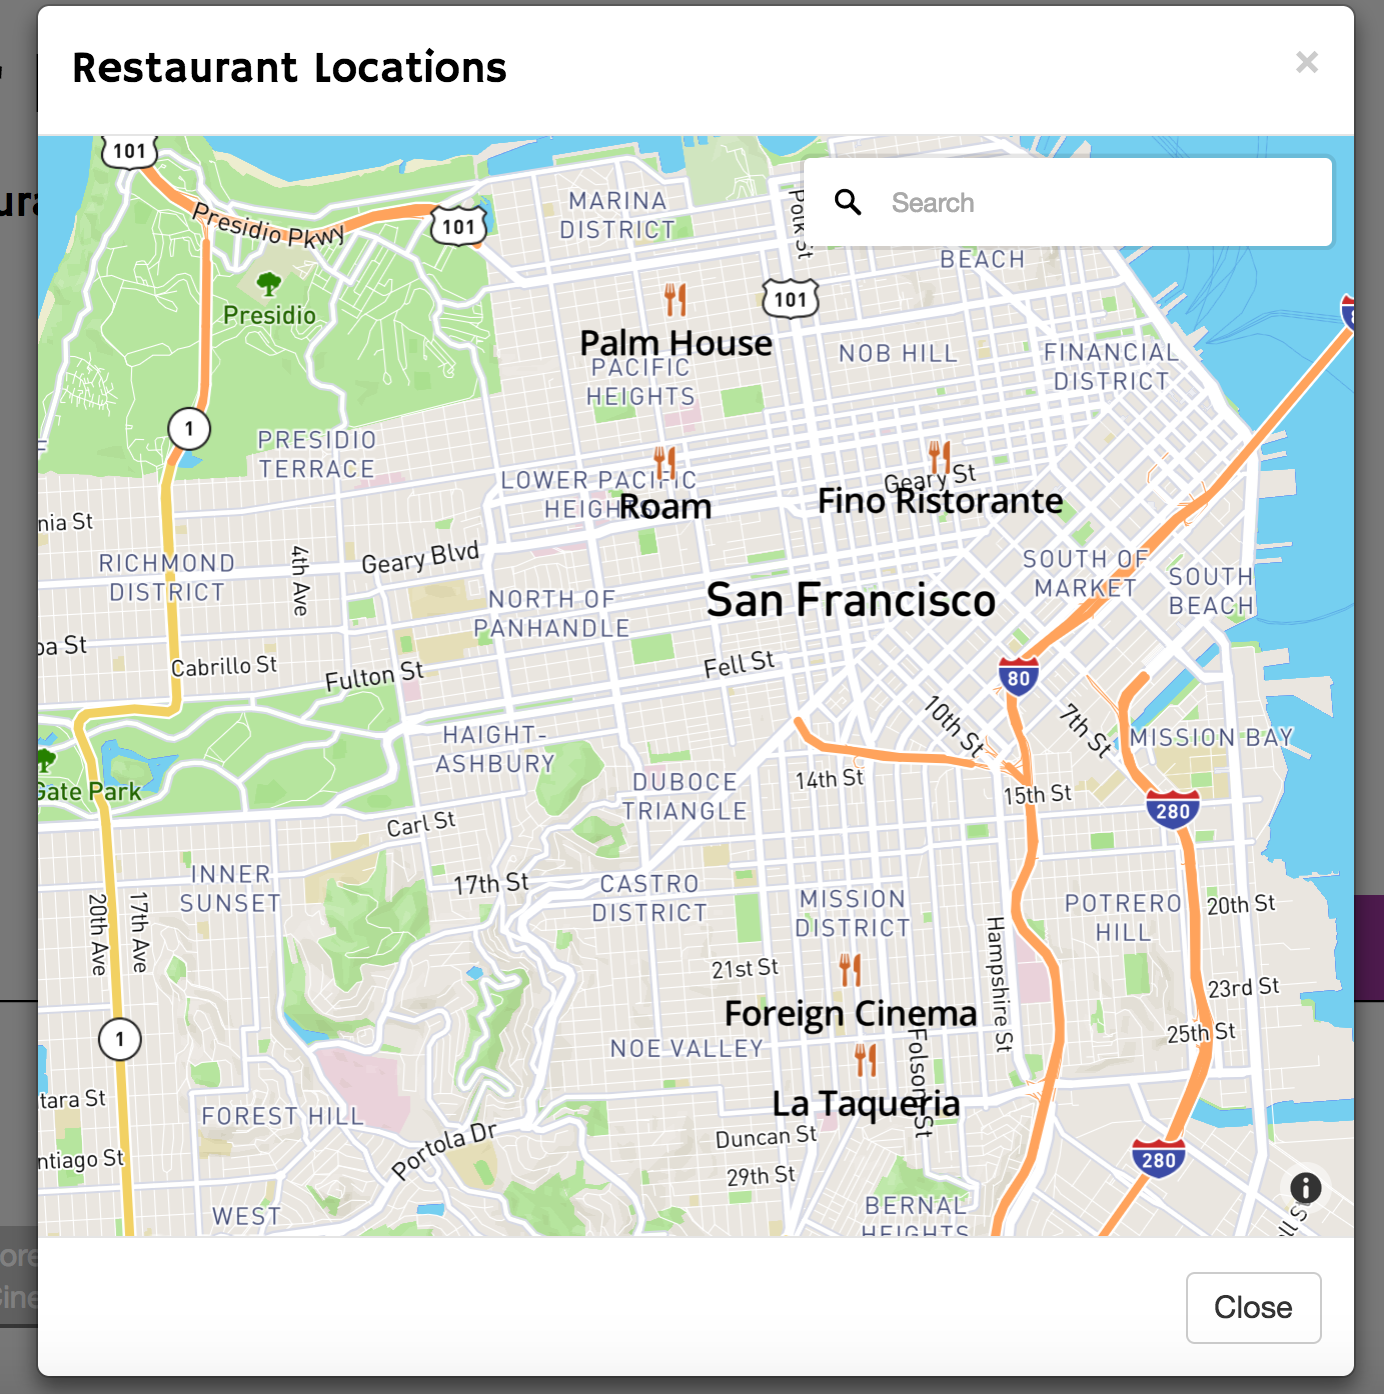 Restaurant Locations
×
101
Presidio Pkwy
101
MARINA
DISTRICT
Polk St
Search
BEACH
Presidio
101
Palm House
PACIFIC
HEIGHTS
NOB HILL
FINANCIAL
DISTRICT
1
PRESIDIO
TERRACE
LOWER PACIFIC
HEIGHTS
Roam
Geary St
Fino Ristorante
nia St
RICHMOND
DISTRICT
4th Ave
Geary Blvd
SOUTH OF
MARKET
SOUTH
BEACH
NORTH OF
PANHANDLE
San Francisco
ba St
Cabrillo St
Fulton St
Fell St
80
10th St
7th St
MISSION BAY
HAIGHT-
ASHBURY
Gate Park
DUBOCE
TRIANGLE
14th St
15th St
280
Carl St
INNER
SUNSET
17th St
CASTRO
DISTRICT
MISSION
DISTRICT
POTRERO
HILL
20th St
20th Ave
17th Ave
Hampshire St
21st St
23rd St
Foreign Cinema
25th St
1
NOE VALLEY
Folsom St
La Taqueria
tara St
FOREST HILL
Portola Dr
Duncan St
29th St
ntiago St
280
WEST
BERNAL
HEIGHTS
ll S
Close